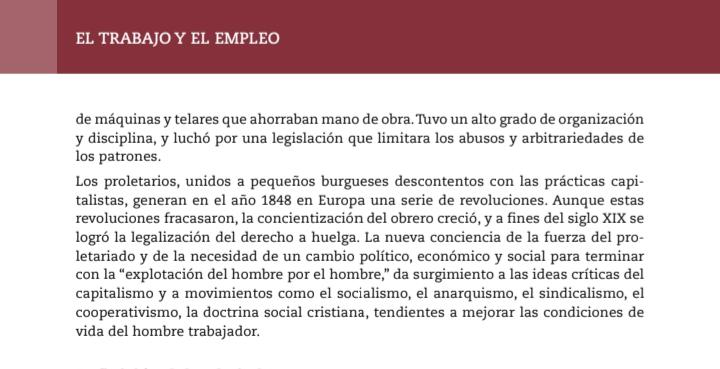 EL TRABAJO Y EL EMPLEO
de máquinas y telares que ahorraban mano de obra. Tuvo un alto grado de organización
y disciplina, y luchó por una legislación que limitara los abusos y arbitrariedades de
los patrones.
Los proletarios, unidos a pequeños burgueses descontentos con las prácticas capi-
talistas, generan en el año 1848 en Europa una serie de revoluciones. Aunque estas
revoluciones fracasaron, la concientización del obrero creció, y a fines del siglo XIX se
logró la legalización del derecho a huelga. La nueva conciencia de la fuerza del pro-
letariado y de la necesidad de un cambio político, económico y social para terminar
con la “explotación del hombre por el hombre,” da surgimiento a las ideas críticas del
capitalismo y a movimientos como el socialismo, el anarquismo, el sindicalismo, el
cooperativismo, la doctrina social cristiana, tendientes a mejorar las condiciones de
vida del hombre trabajador.